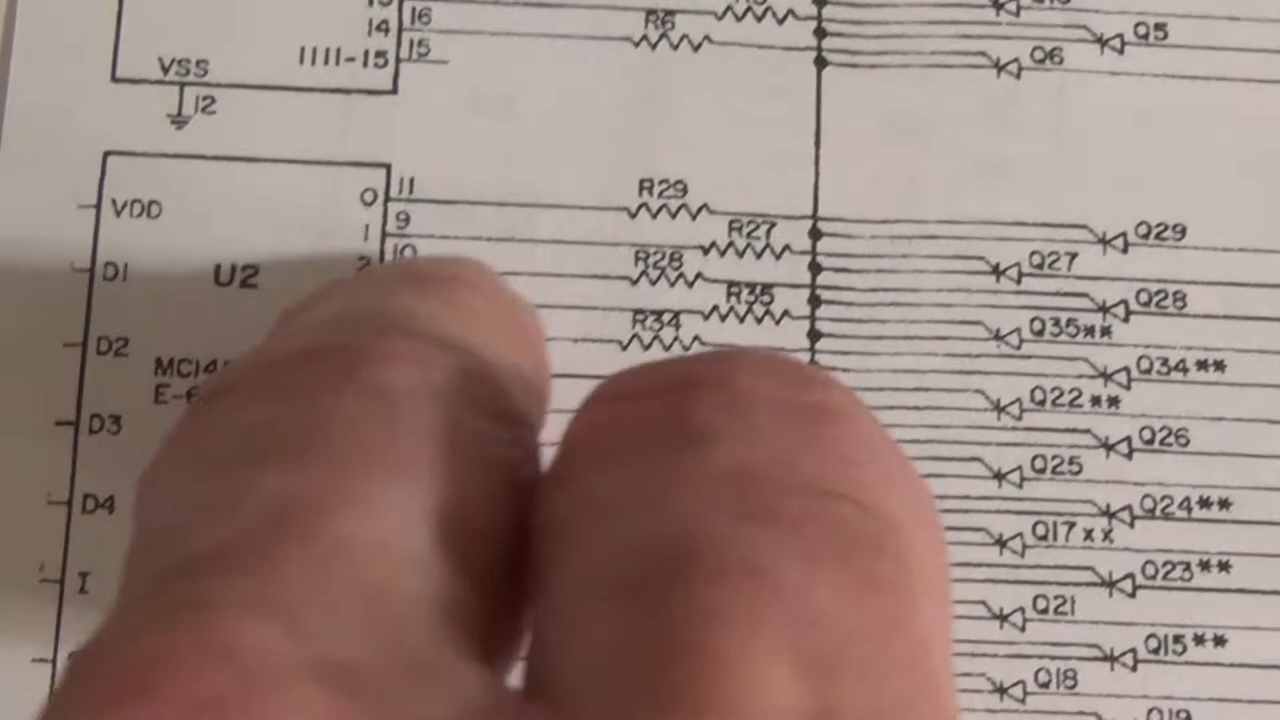 16
14
15
1111-15
VSS
12
R6
Q5
Q6
VDD
D1
U2
D2
D3
D4
I
0
11
1
9
2
10
R29
R27
R28
R35
R34
Q29
Q27
Q28
Q35**
Q34**
Q22**
Q26
Q25
Q24**
Q17xx
Q23**
Q21
Q15**
Q18